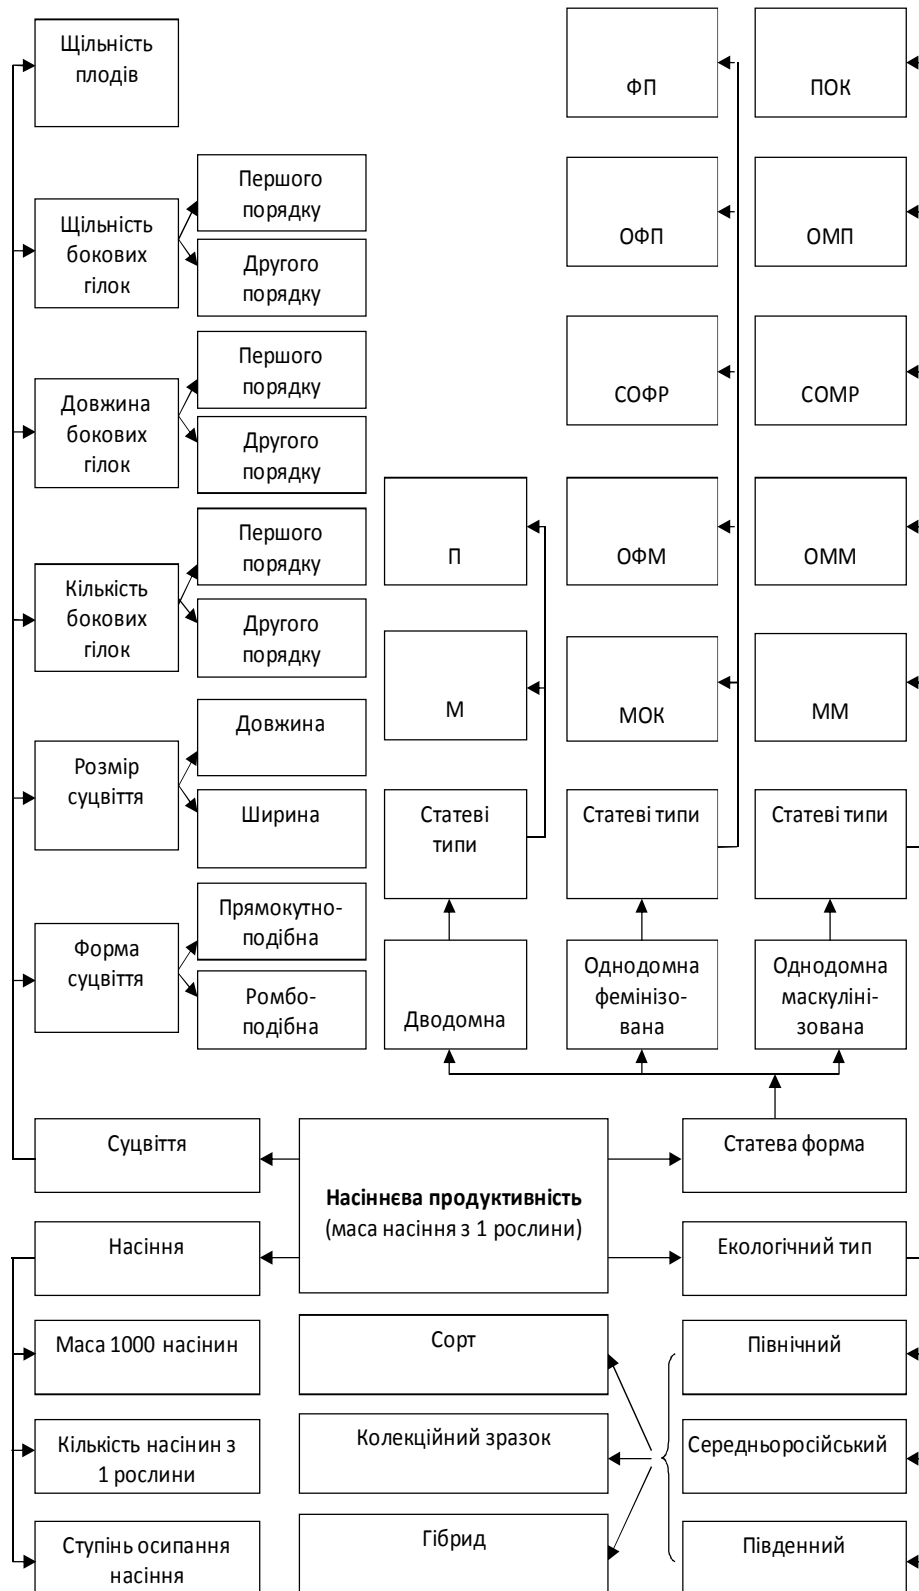 Щільність
плодів
ФП
ПОК
Щільність
бокових
гілок
Першого
порядку
Другого
порядку
ОФП
ОМП
Довжина
бокових
гілок
Першого
порядку
Другого
порядку
СОФР
СОМР
Кількість
бокових
гілок
Першого
порядку
Другого
порядку
П
ОФМ
ОММ
М
МОК
ММ
Розмір
суцвіття
Довжина
Ширина
Статеві
типи
Статеві типи
Статеві типи
Форма
суцвіття
Прямокутно-
подібна
Ромбо-
подібна
Дводомна
Однодомна
фемінізо-
вана
Однодомна
маскуліні-
зована
Суцвіття
Насіннєва продуктивність
(маса насіння з 1 рослини)
Статева форма
Насіння
Екологічний тип
Маса 1000 насінин
Сорт
Північний
Кількість насінин з
1 рослини
Колекційний зразок
Середньоросійський
Ступінь осипання
насіння
Гібрид
Південний